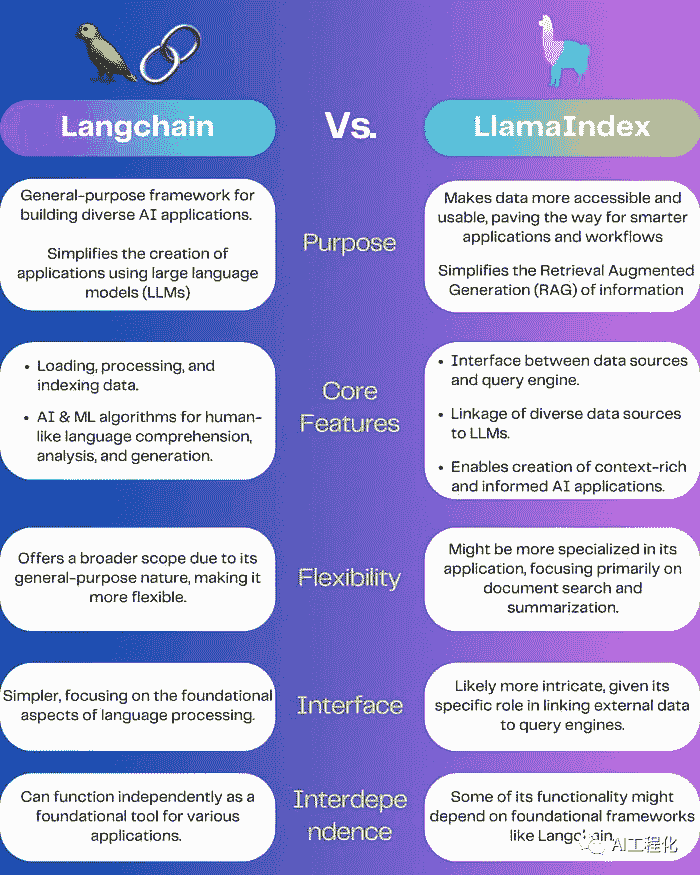 Langchain
Vs.
LlamaIndex
General-purpose framework for
building diverse AI applications.
Simplifies the creation of
applications using large language
models (LLMs)
Purpose
Makes data more accessible and
usable, paving the way for smarter
applications and workflows
Simplifies the Retrieval Augmented
Generation (RAG) of information
• Loading, processing, and
indexing data.
• AI & ML algorithms for human-
like language comprehension,
analysis, and generation.
Core
Features
• Interface between data sources
and query engine.
• Linkage of diverse data sources
to LLMs.
• Enables creation of context-rich
and informed AI applications.
Offers a broader scope due to its
general-purpose nature, making it
more flexible.
Flexibility
Might be more specialized in its
application, focusing primarily on
document search and
summarization.
Simpler, focusing on the foundational
aspects of language processing.
Interface
Likely more intricate, given its
specific role in linking external data
to query engines.
Can function independently as a
foundational tool for various
applications.
Interdepe
ndence
Some of its functionality might
depend on foundational frameworks
like Langchain.
AI工程化